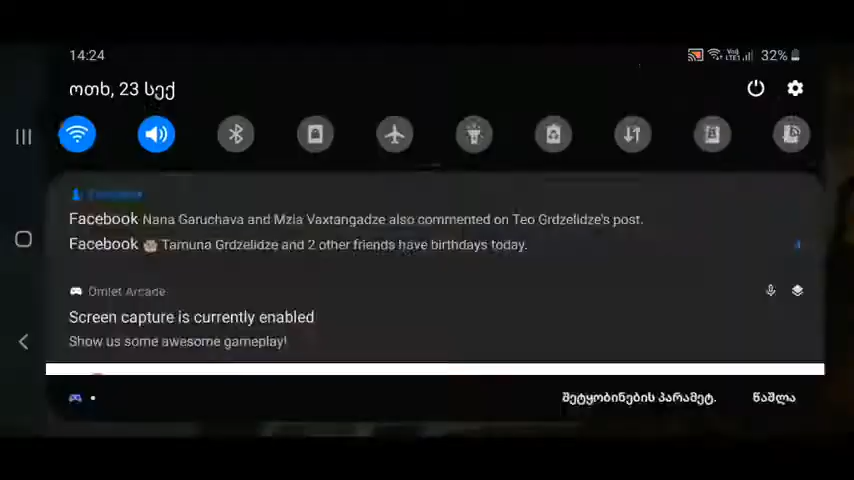 14:24
Vo)) LTE1 32%
ოთხ, 23 სექ
Facebook Nana Garuchava and Mzia Vaxtangadze also commented on Teo Grdzelidze's post.
Facebook Tamuna Grdzelidze and 2 other friends have birthdays today.
Omlet Arcade
Screen capture is currently enabled
Show us some awesome gameplay!
შეტყობინების პარამეტ. წაშლა